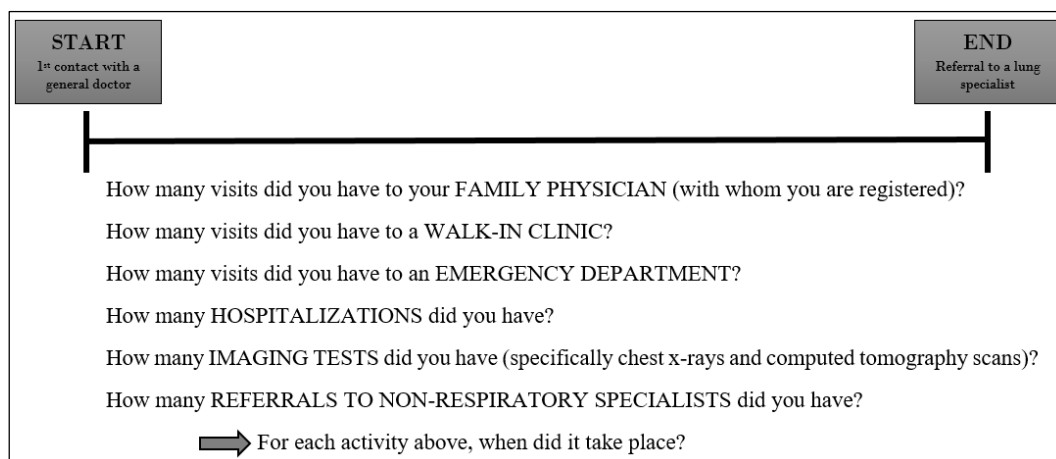 START
1st contact with a
general doctor
END
Referral to a lung
specialist
How many visits did you have to your FAMILY PHYSICIAN (with whom you are registered)?
How many visits did you have to a WALK-IN CLINIC?
How many visits did you have to an EMERGENCY DEPARTMENT?
How many HOSPITALIZATIONS did you have?
How many IMAGING TESTS did you have (specifically chest x-rays and computed tomography scans)?
How many REFERRALS TO NON-RESPIRATORY SPECIALISTS did you have?
For each activity above, when did it take place?